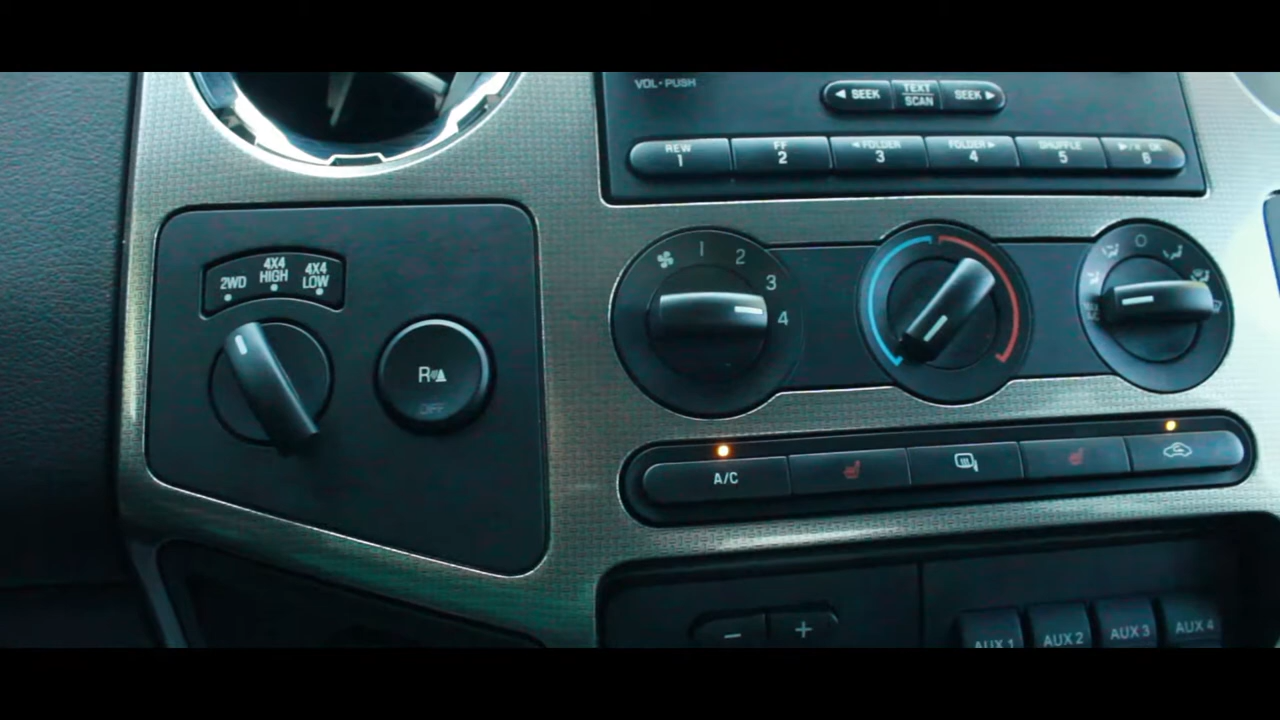 VOL-PUSH
◄ SEEK
TEXT
SCAN
SEEK ►
REW
1
FF
2
◄ FOLDER
3
FOLDER ►
4
SHUFFLE
5
6
2WD
4X4
HIGH
4X4
LOW
R
OFF
1
2
3
4
O
A/C
−
+
AUX 1
AUX 2
AUX 3
AUX 4